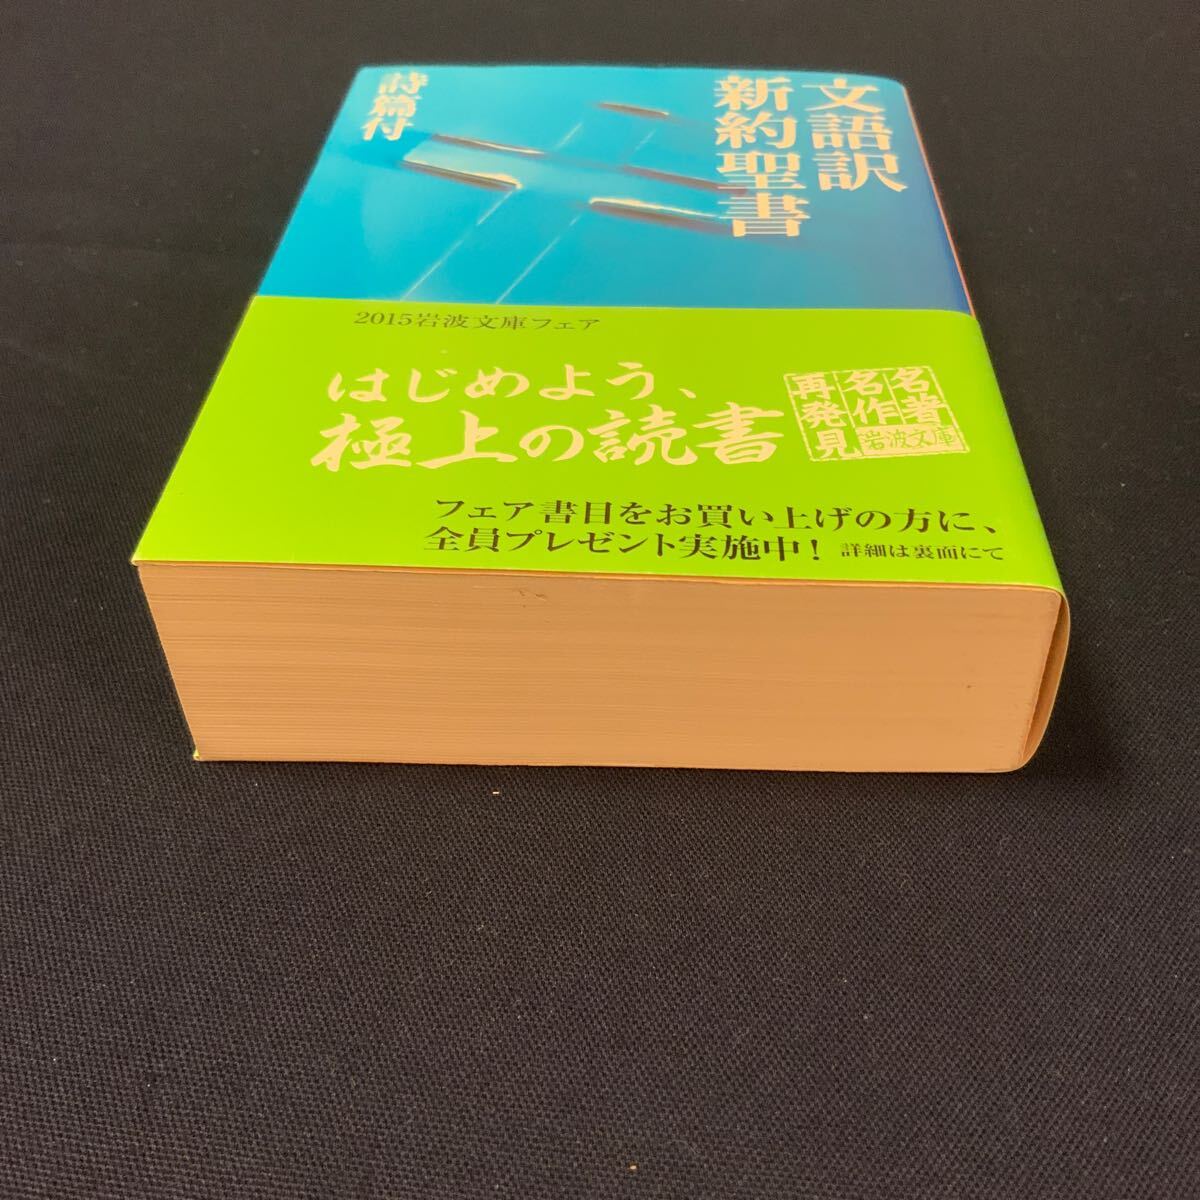 文語訳
新約聖書
詩篇付
2015岩波文庫フェア
はじめよう、
極上の読書
名著
名作
再発見
岩波文庫
フェア書目をお買い上げの方に、
全員プレゼント実施中! 詳細は裏面にて